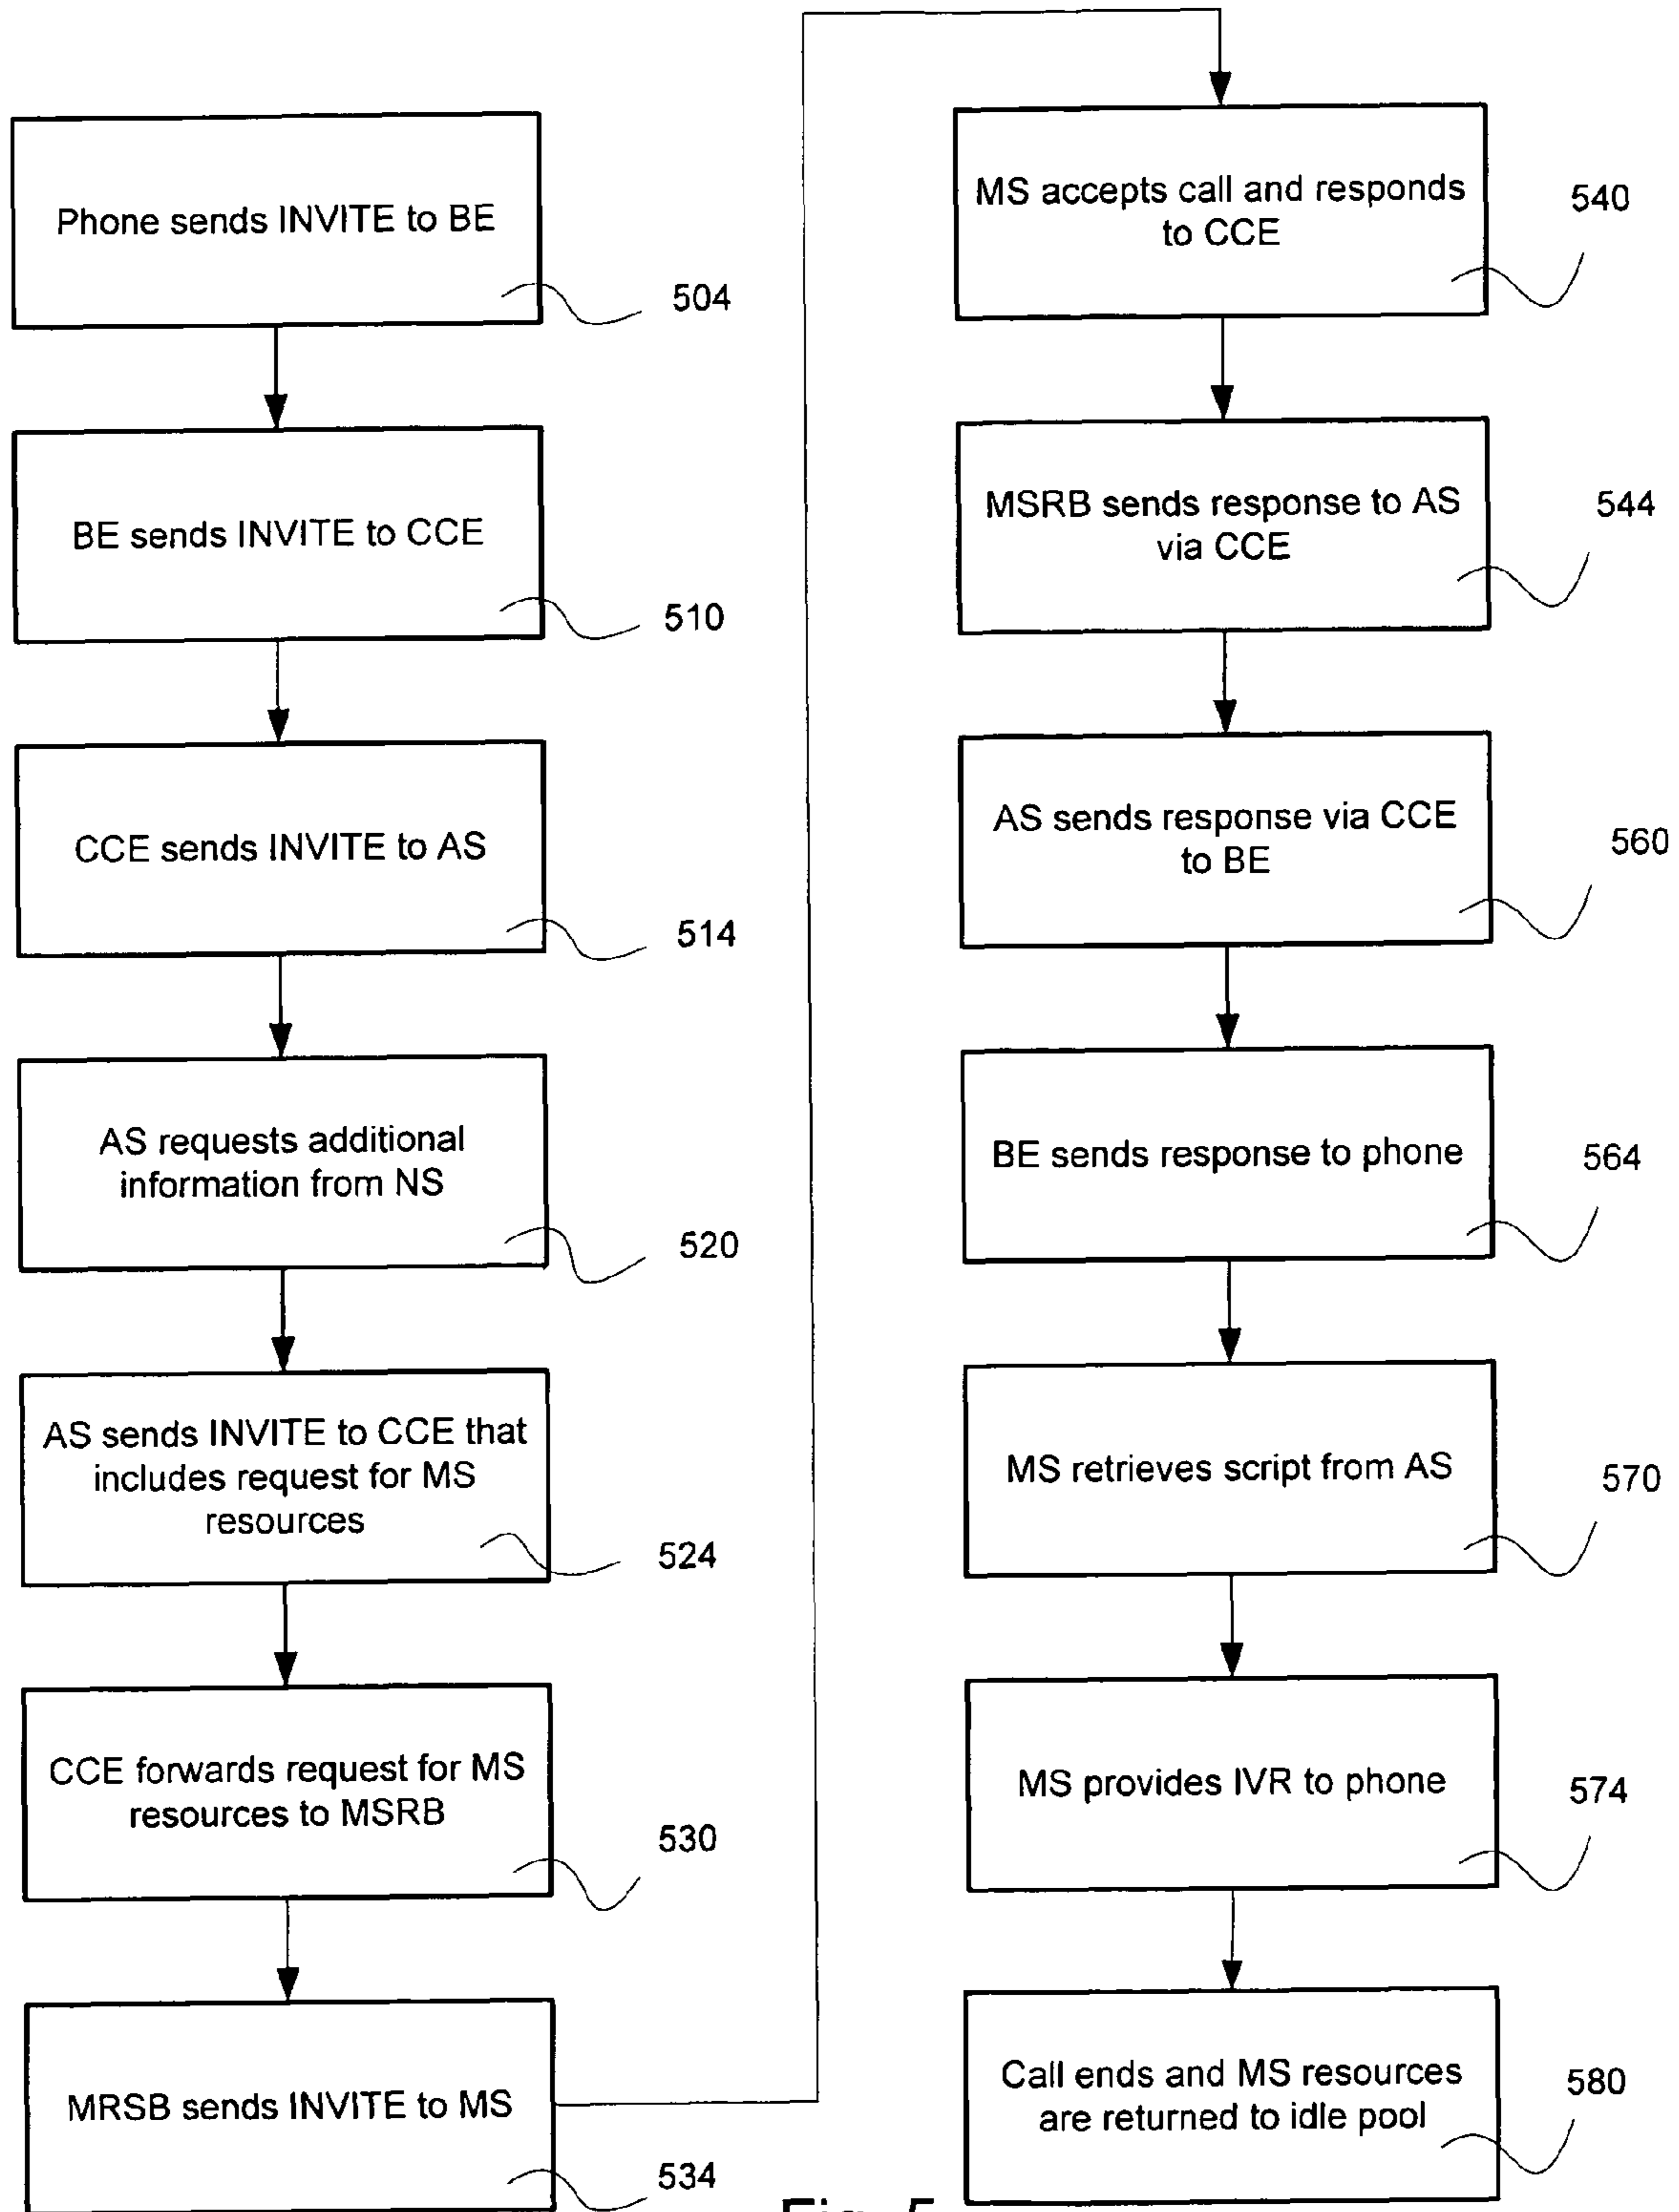 Phone sends INVITE to BE
504
BE sends INVITE to CCE
510
CCE sends INVITE to AS
514
AS requests additional
information from NS
520
AS sends INVITE to CCE that
includes request for MS
resources
524
CCE forwards request for MS
resources to MSRB
530
MRSB sends INVITE to MS
534
MS accepts call and responds
to CCE
540
MSRB sends response to AS
via CCE
544
AS sends response via CCE
to BE
560
BE sends response to phone
564
MS retrieves script from AS
570
MS provides IVR to phone
574
Call ends and MS resources
are returned to idle pool
580
Fig. 5